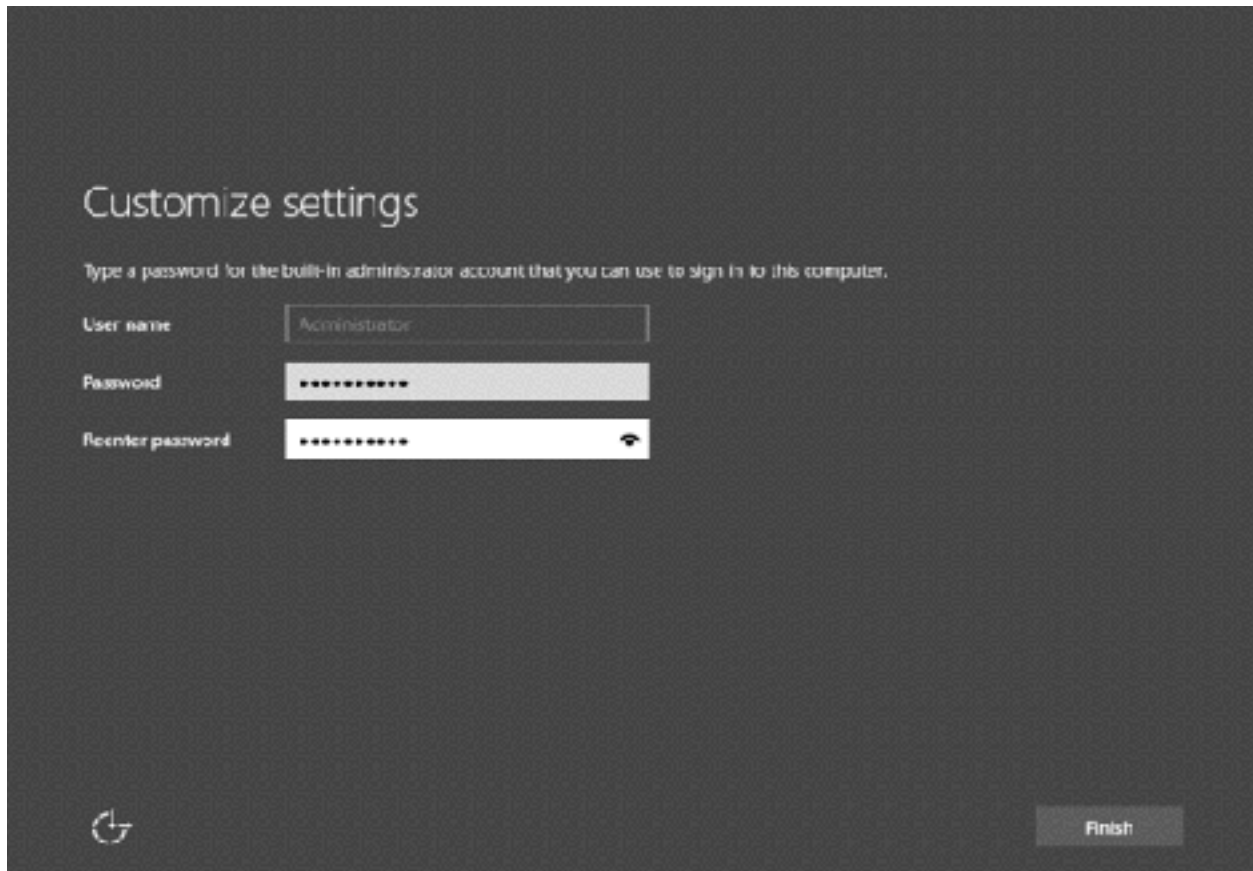 Customize settings
Type a password for the built-in administrator account that you can use to sign in to this computer.
User name
Administrator
Password
••••••••••
Reenter password
••••••••••
Finish